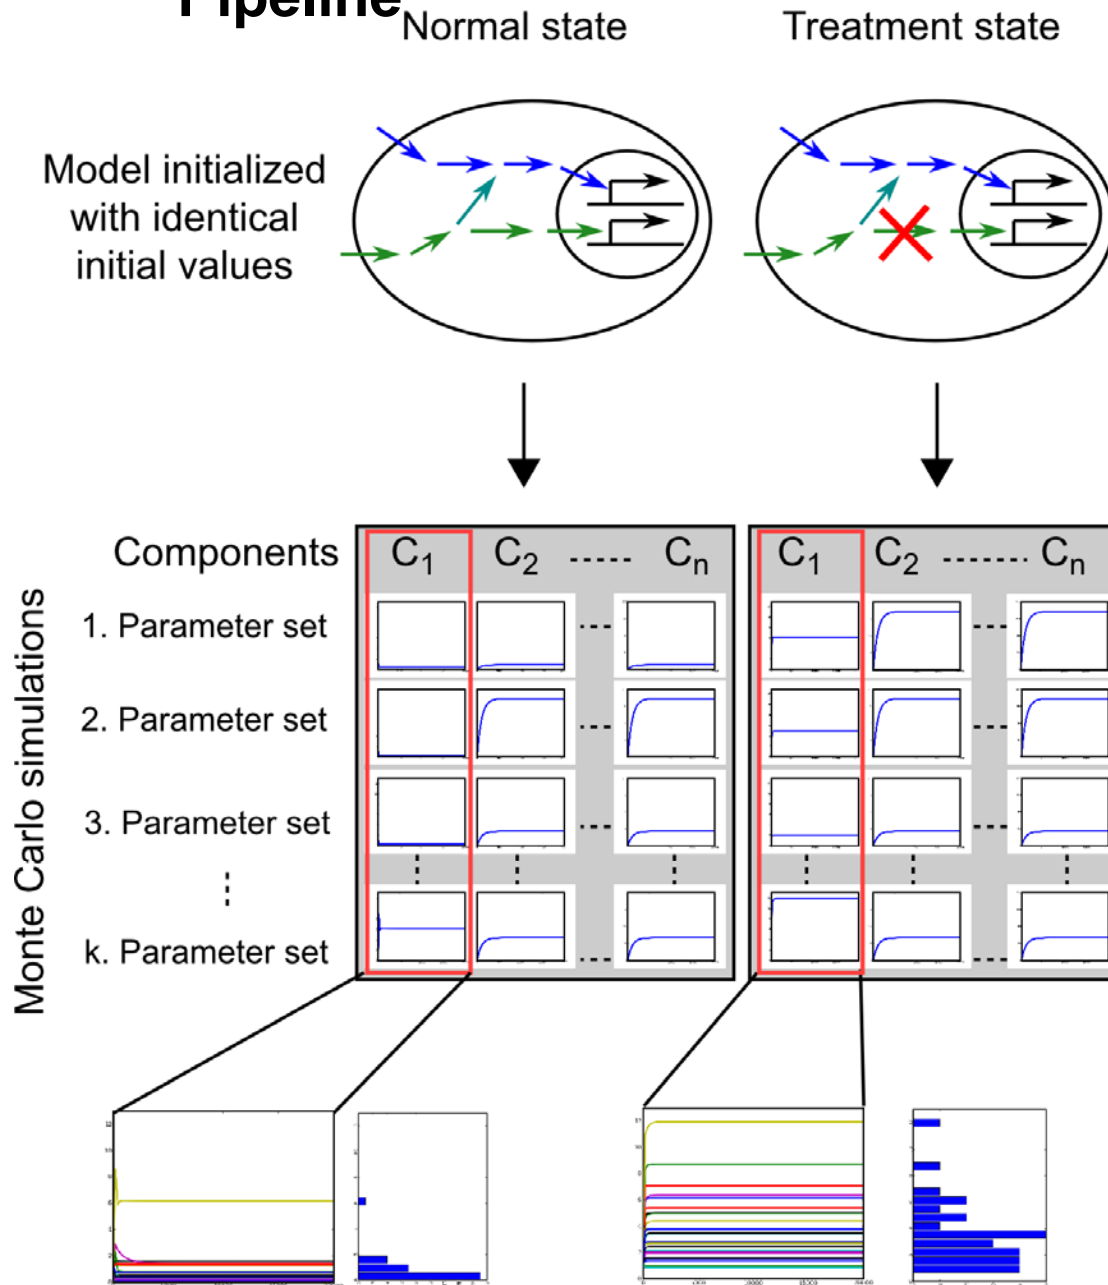 Pipeline
Normal state
Treatment state
Model initialized
with identical
initial values
Monte Carlo simulations
Components
C1
C2
Cn
C1
C2
Cn
1. Parameter set
2. Parameter set
3. Parameter set
k. Parameter set